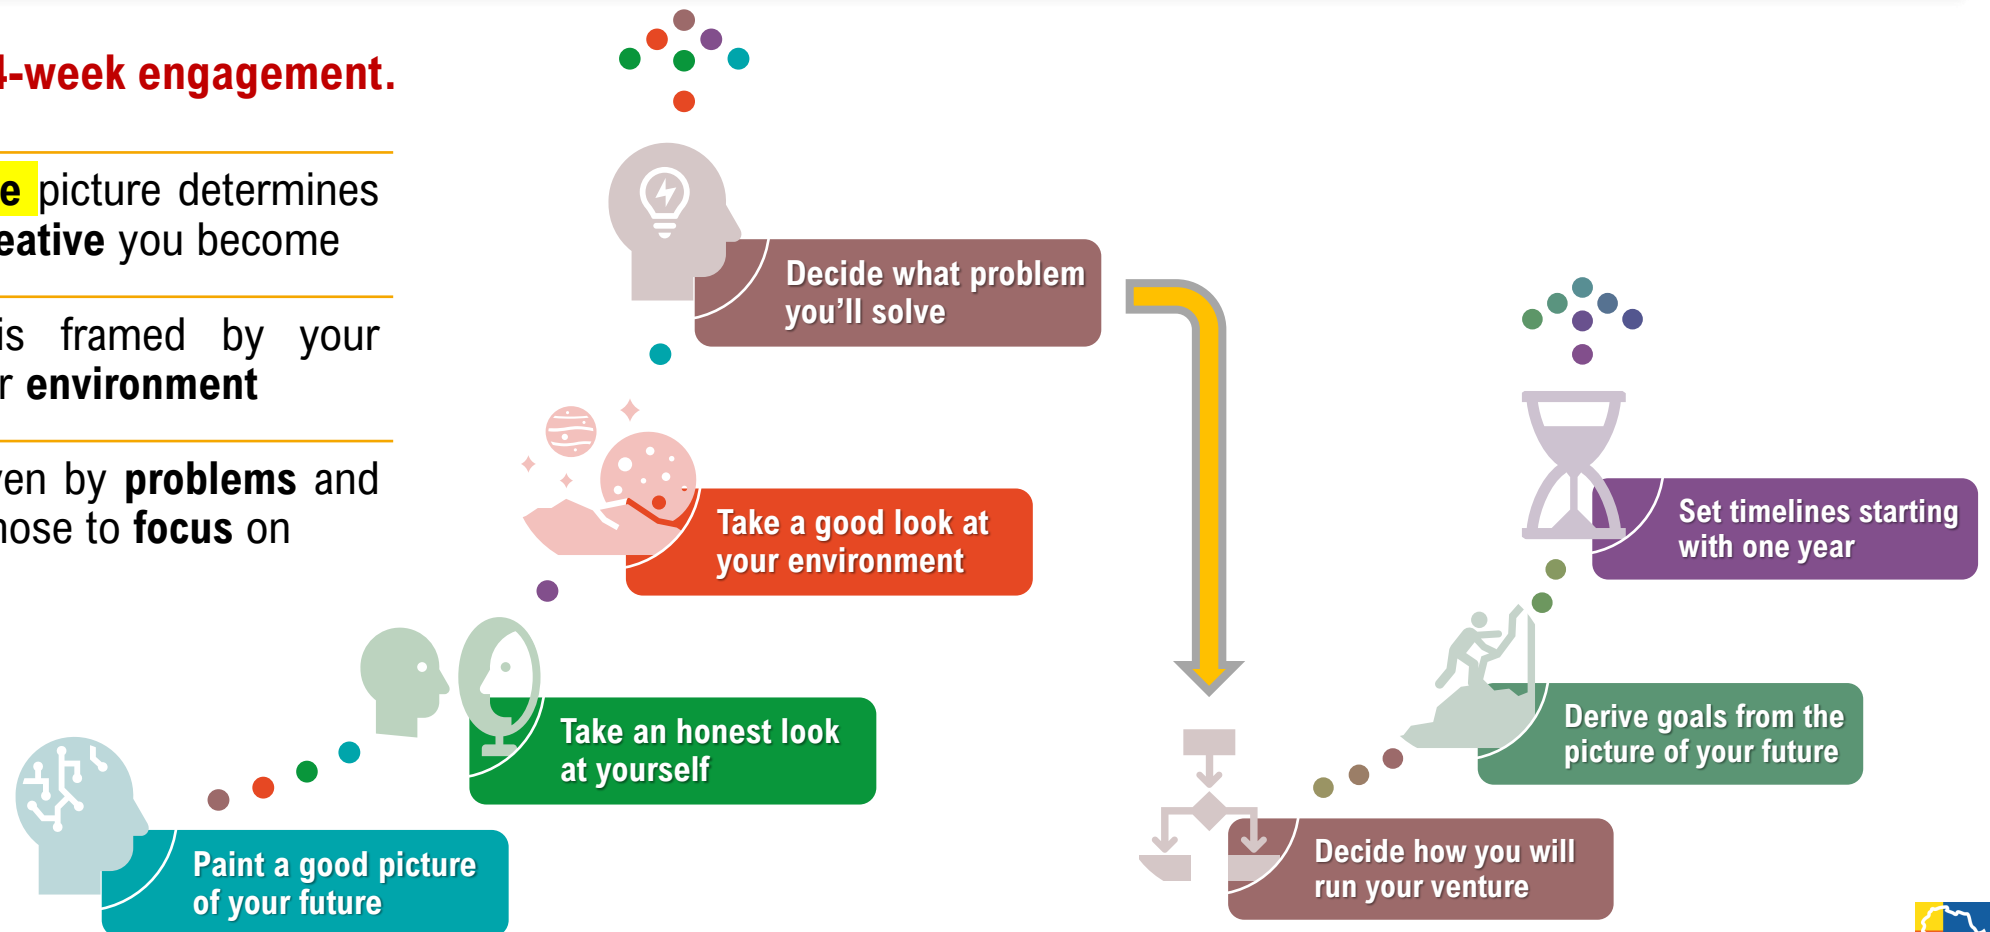 4-week engagement.
e picture determines
eative you become
is framed by your
r environment
ven by problems and
hose to focus on
Decide what problem
you’ll solve
Take a good look at
your environment
Take an honest look
at yourself
Paint a good picture
of your future
Set timelines starting
with one year
Derive goals from the
picture of your future
Decide how you will
run your venture